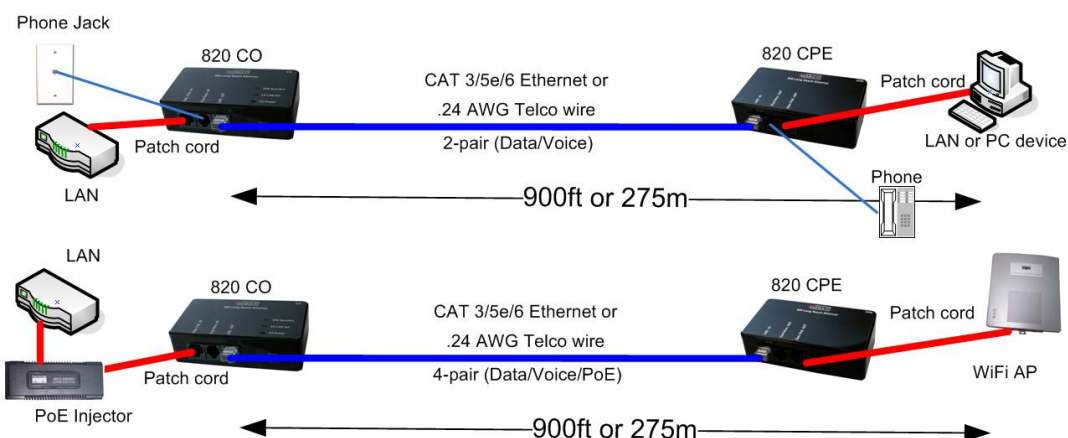 Phone Jack
820 CO
820 CPE
CAT 3/5e/6 Ethernet or
.24 AWG Telco wire
2-pair (Data/Voice)
Patch cord
Patch cord
LAN or PC device
LAN
Phone
900ft or 275m
LAN
820 CO
820 CPE
CAT 3/5e/6 Ethernet or
.24 AWG Telco wire
4-pair (Data/Voice/PoE)
Patch cord
Patch cord
WiFi AP
PoE Injector
900ft or 275m